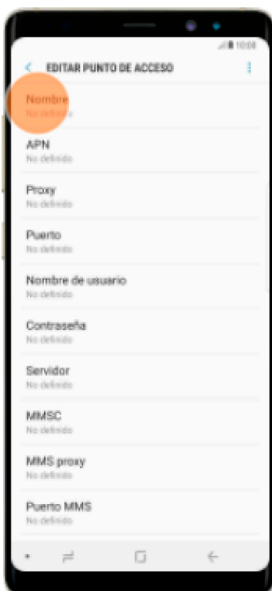 10:08
EDITAR PUNTO DE ACCESO
Nombre
No definido
APN
No definido
Proxy
No definido
Puerto
No definido
Nombre de usuario
No definido
Contraseña
No definido
Servidor
No definido
MMSC
No definido
MMS proxy
No definido
Puerto MMS
No definido